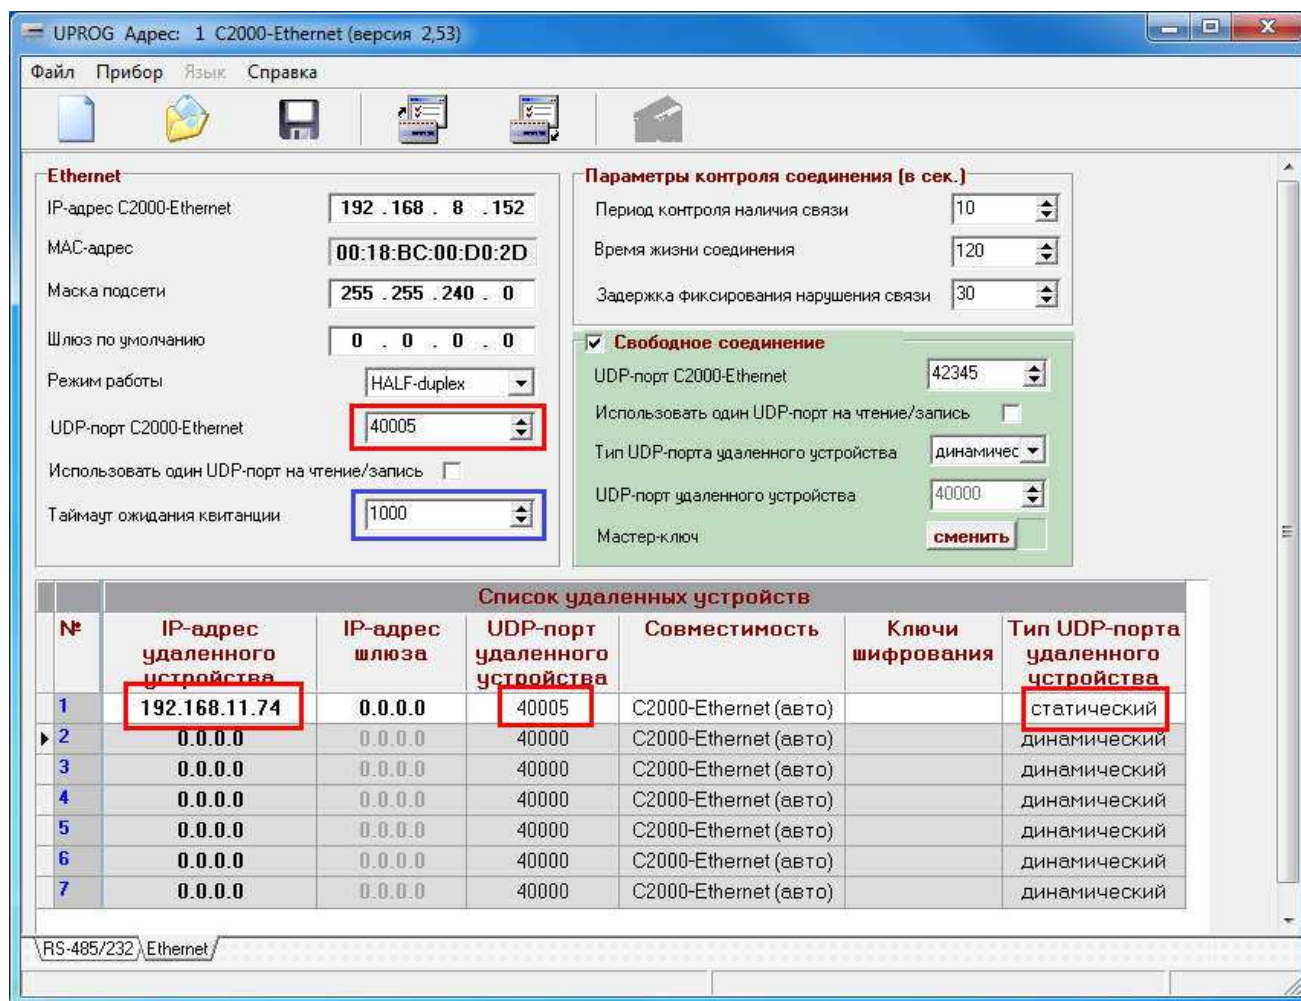 UPROG Адрес: 1 С2000-Ethernet (версия 2,53)
Файл Прибор Язык Справка
Ethernet
IP-адрес С2000-Ethernet 192 .168 . 8 .152
MAC-адрес 00:18:BC:00:D0:2D
Маска подсети 255 .255 .240 . 0
Шлюз по умолчанию 0 . 0 . 0 . 0
Режим работы HALF-duplex
UDP-порт С2000-Ethernet 40005
Использовать один UDP-порт на чтение/запись
Таймаут ожидания квитанции 1000
Параметры контроля соединения (в сек.)
Период контроля наличия связи 10
Время жизни соединения 120
Задержка фиксирования нарушения связи 30
Свободное соединение
UDP-порт С2000-Ethernet 42345
Использовать один UDP-порт на чтение/запись
Тип UDP-порта удаленного устройства динамичес
UDP-порт удаленного устройства 40000
Мастер-ключ сменить
Список удаленных устройств
№ IP-адрес удаленного устройства IP-адрес шлюза UDP-порт удаленного устройства Совместимость Ключи шифрования Тип UDP-порта удаленного устройства
1 192.168.11.74 0.0.0.0 40005 С2000-Ethernet (авто) статический
2 0.0.0.0 0.0.0.0 40000 С2000-Ethernet (авто) динамический
3 0.0.0.0 0.0.0.0 40000 С2000-Ethernet (авто) динамический
4 0.0.0.0 0.0.0.0 40000 С2000-Ethernet (авто) динамический
5 0.0.0.0 0.0.0.0 40000 С2000-Ethernet (авто) динамический
6 0.0.0.0 0.0.0.0 40000 С2000-Ethernet (авто) динамический
7 0.0.0.0 0.0.0.0 40000 С2000-Ethernet (авто) динамический
RS-485/232 Ethernet